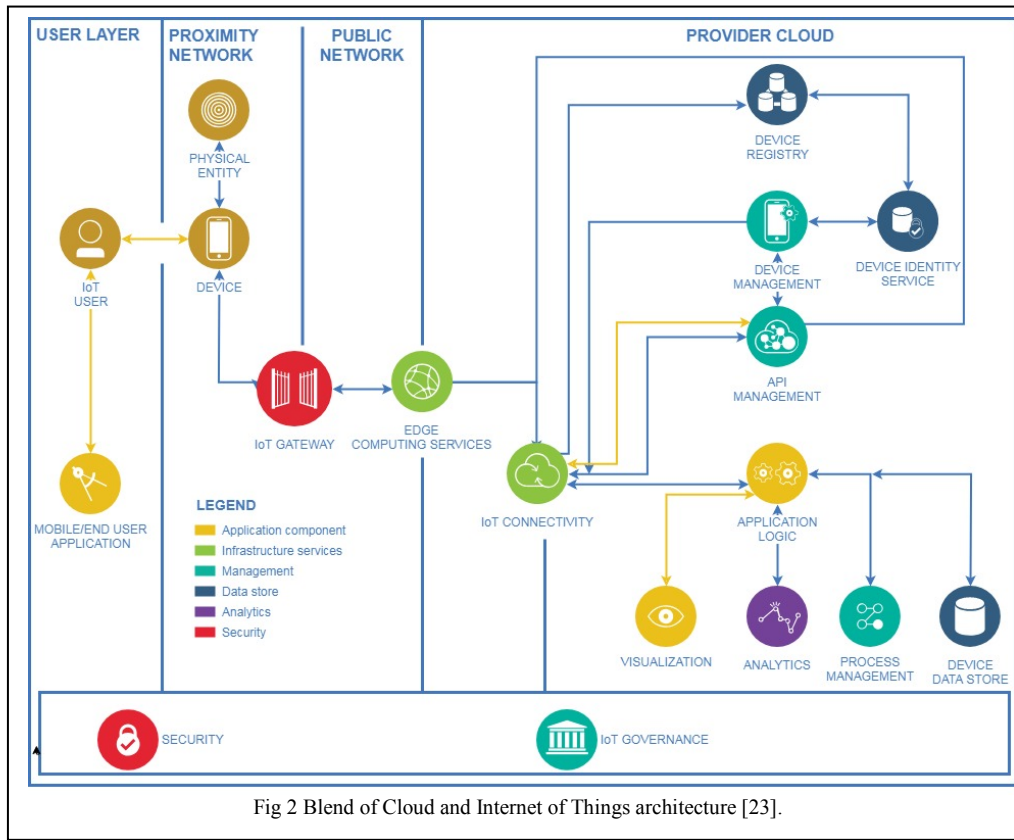 USER LAYER
PROXIMITY
NETWORK
PUBLIC
NETWORK
PROVIDER CLOUD
PHYSICAL
ENTITY
DEVICE
REGISTRY
IoT
USER
DEVICE
DEVICE
MANAGEMENT
DEVICE IDENTITY
SERVICE
API
MANAGEMENT
IoT GATEWAY
EDGE
COMPUTING SERVICES
MOBILE/END USER
APPLICATION
IoT CONNECTIVITY
APPLICATION
LOGIC
LEGEND
Application component
Infrastructure services
Management
Data store
Analytics
Security
VISUALIZATION
ANALYTICS
PROCESS
MANAGEMENT
DEVICE
DATA STORE
SECURITY
IoT GOVERNANCE
Fig 2 Blend of Cloud and Internet of Things architecture [23].